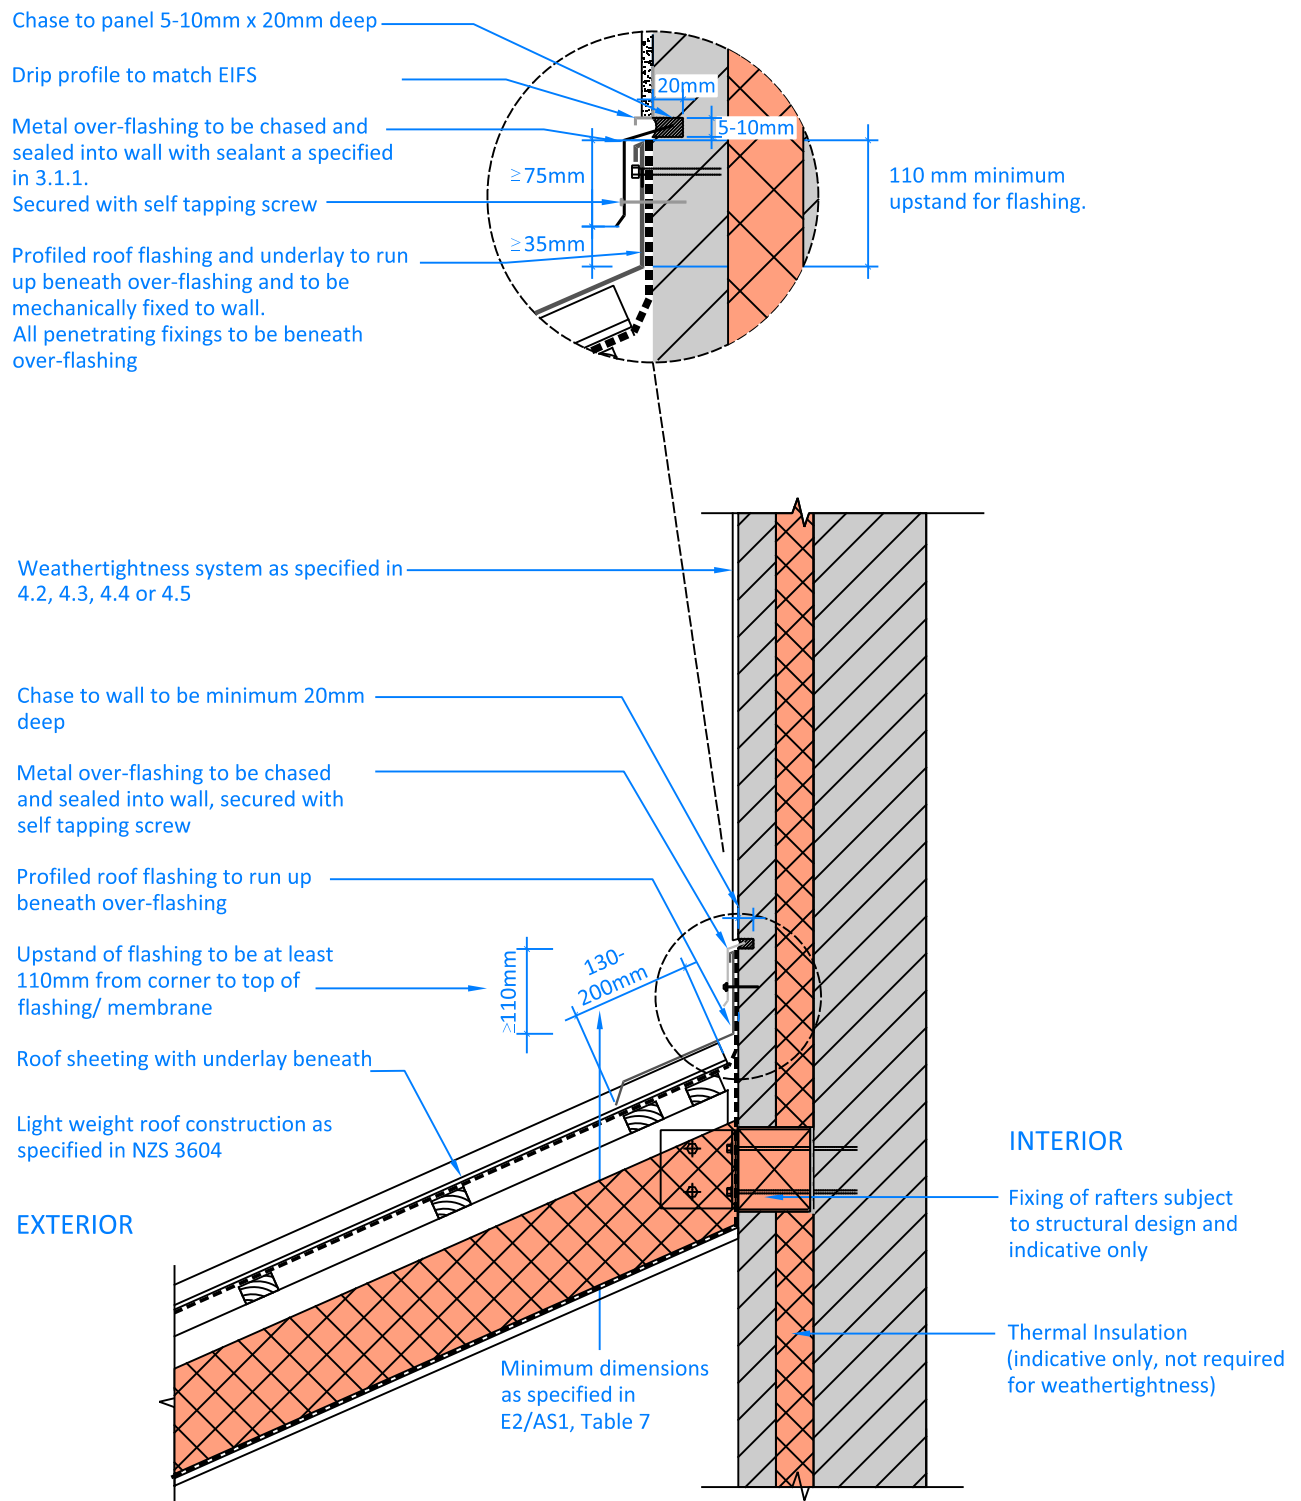 Chase to panel 5-10mm x 20mm deep
Drip profile to match EIFS
Metal over-flashing to be chased and
sealed into wall with sealant a specified
in 3.1.1.
Secured with self tapping screw
Profiled roof flashing and underlay to run
up beneath over-flashing and to be
mechanically fixed to wall.
All penetrating fixings to be beneath
over-flashing
20mm
5-10mm
≥75mm
≥35mm
110 mm minimum
upstand for flashing.
Weathertightness system as specified in
4.2, 4.3, 4.4 or 4.5
Chase to wall to be minimum 20mm
deep
Metal over-flashing to be chased
and sealed into wall, secured with
self tapping screw
Profiled roof flashing to run up
beneath over-flashing
Upstand of flashing to be at least
110mm from corner to top of
flashing/ membrane
≥110mm
130-
200mm
Roof sheeting with underlay beneath
Light weight roof construction as
specified in NZS 3604
EXTERIOR
INTERIOR
Fixing of rafters subject
to structural design and
indicative only
Thermal Insulation
(indicative only, not required
for weathertightness)
Minimum dimensions
as specified in
E2/AS1, Table 7